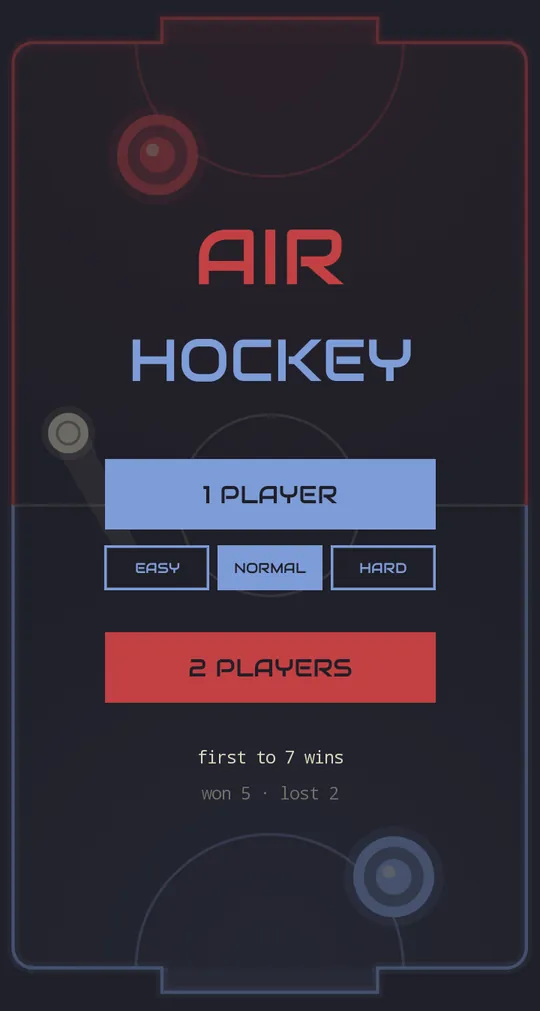 AIR
HOCKEY
1 PLAYER
EASY NORMAL HARD
2 PLAYERS
first to 7 wins
won 5 · lost 2